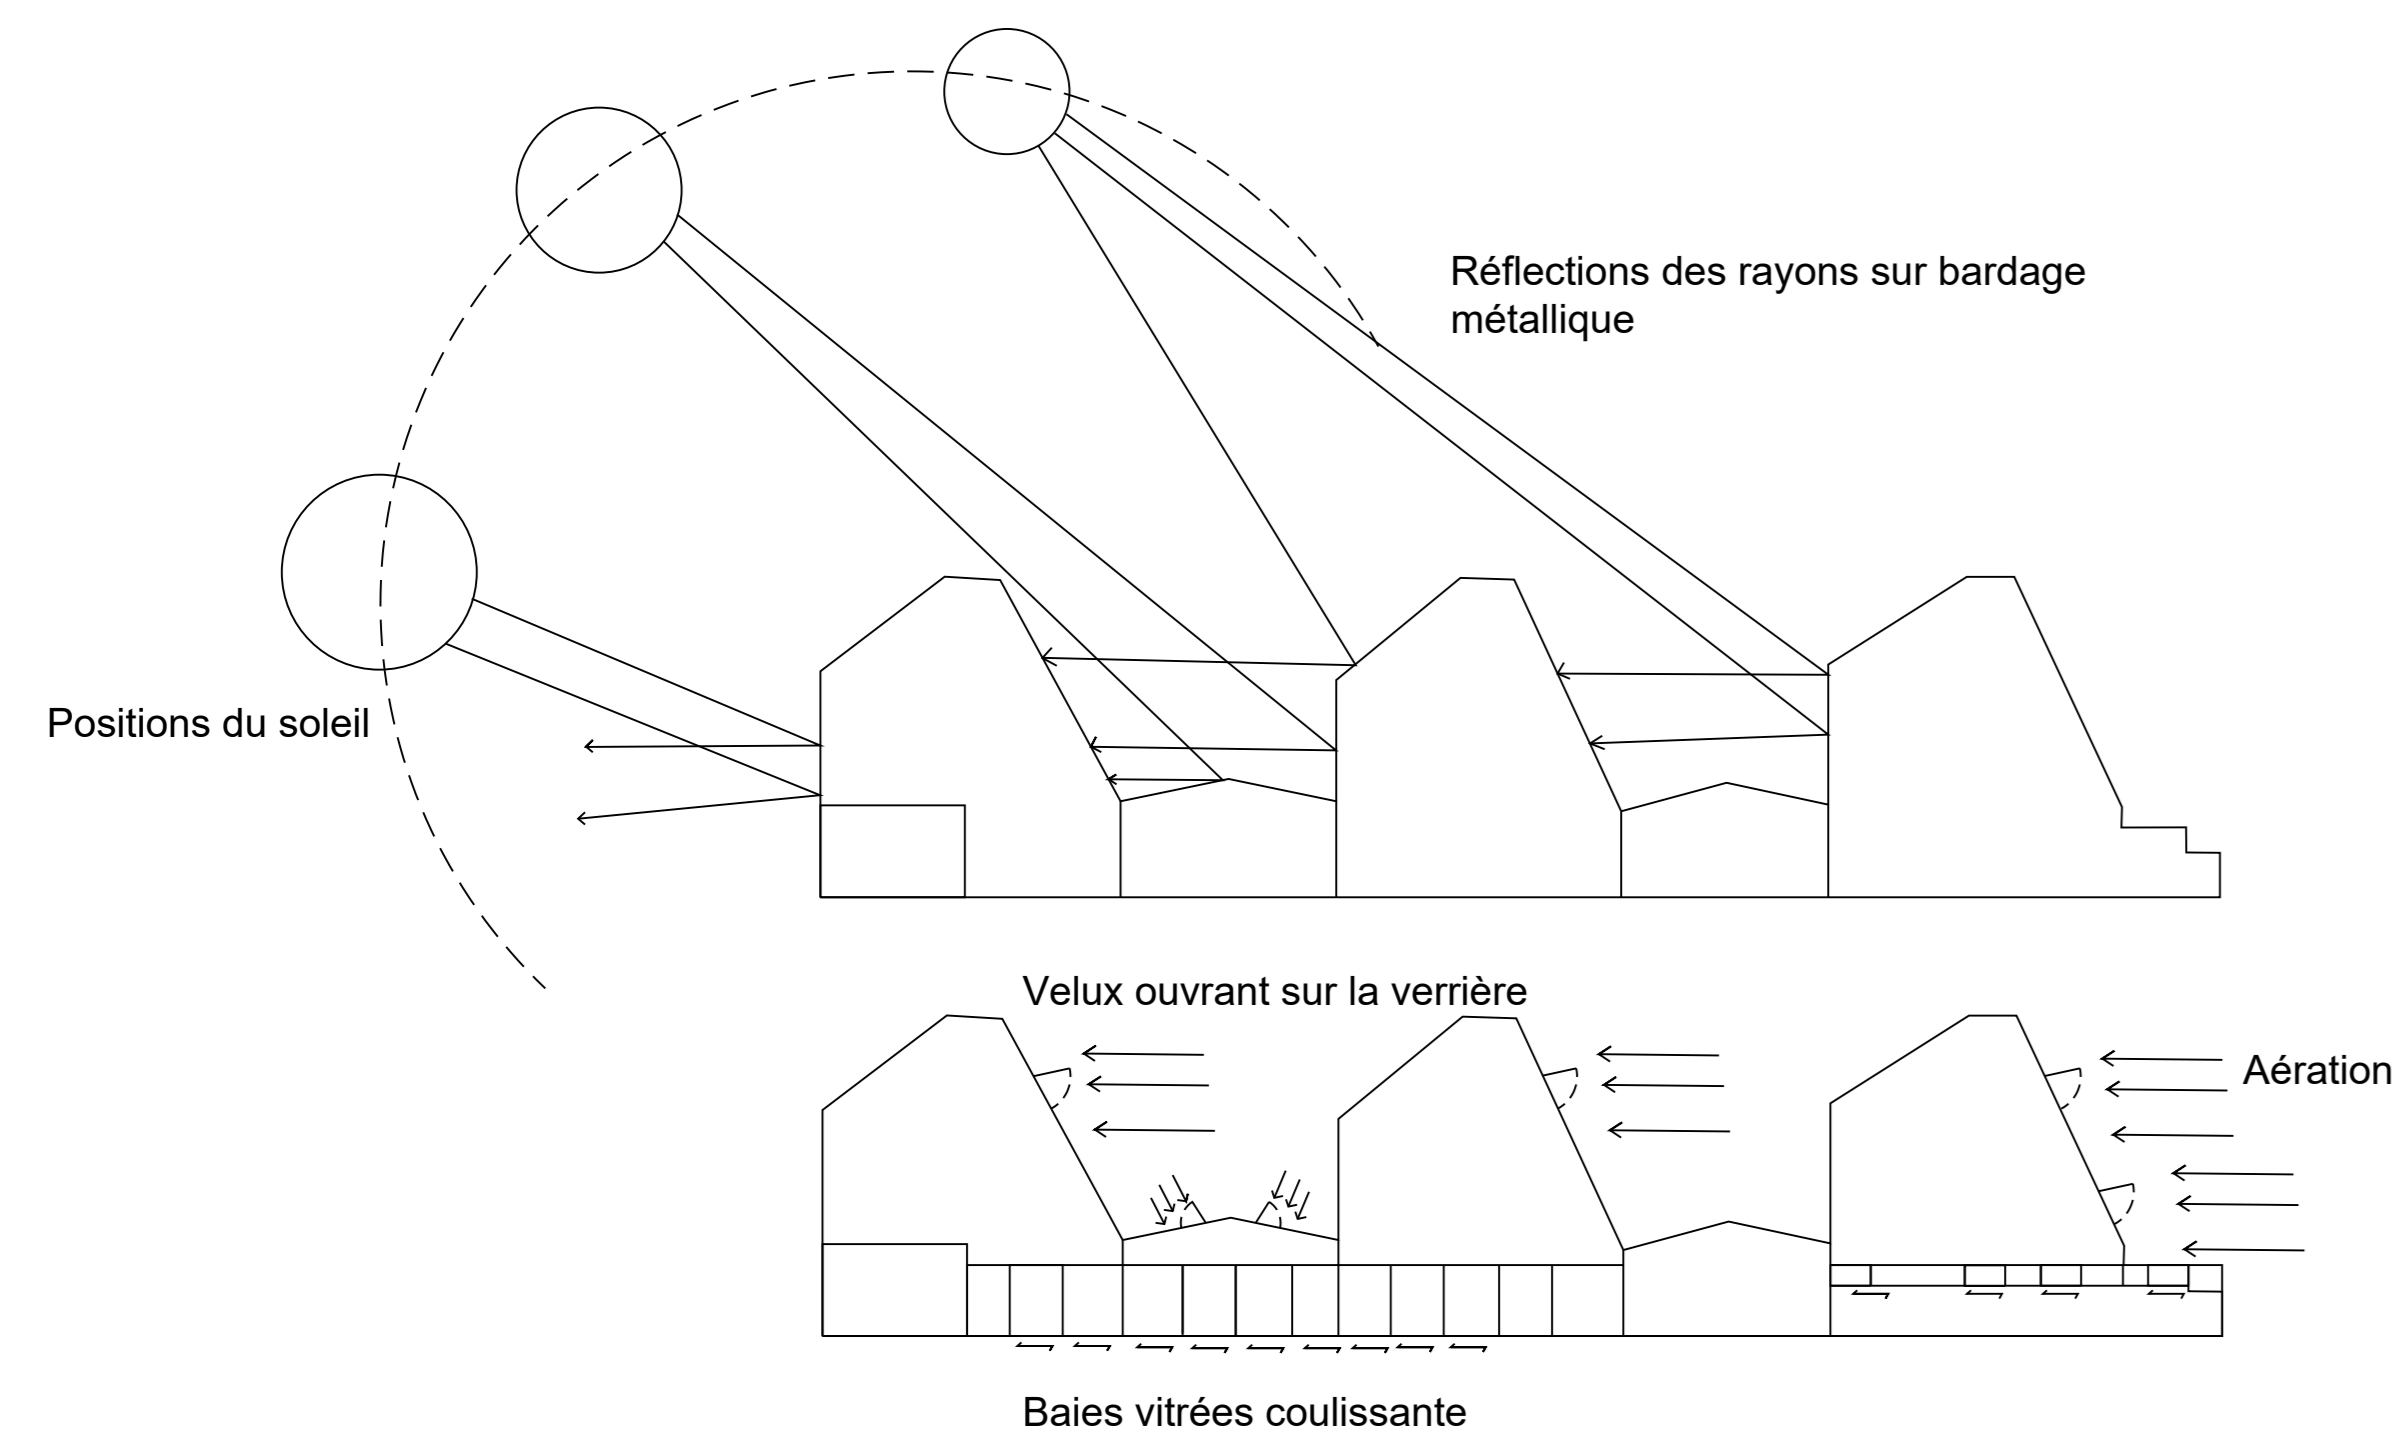 Réflections des rayons sur bardage
métallique
Positions du soleil
Velux ouvrant sur la verrière
Aération
Baies vitrées coulissante